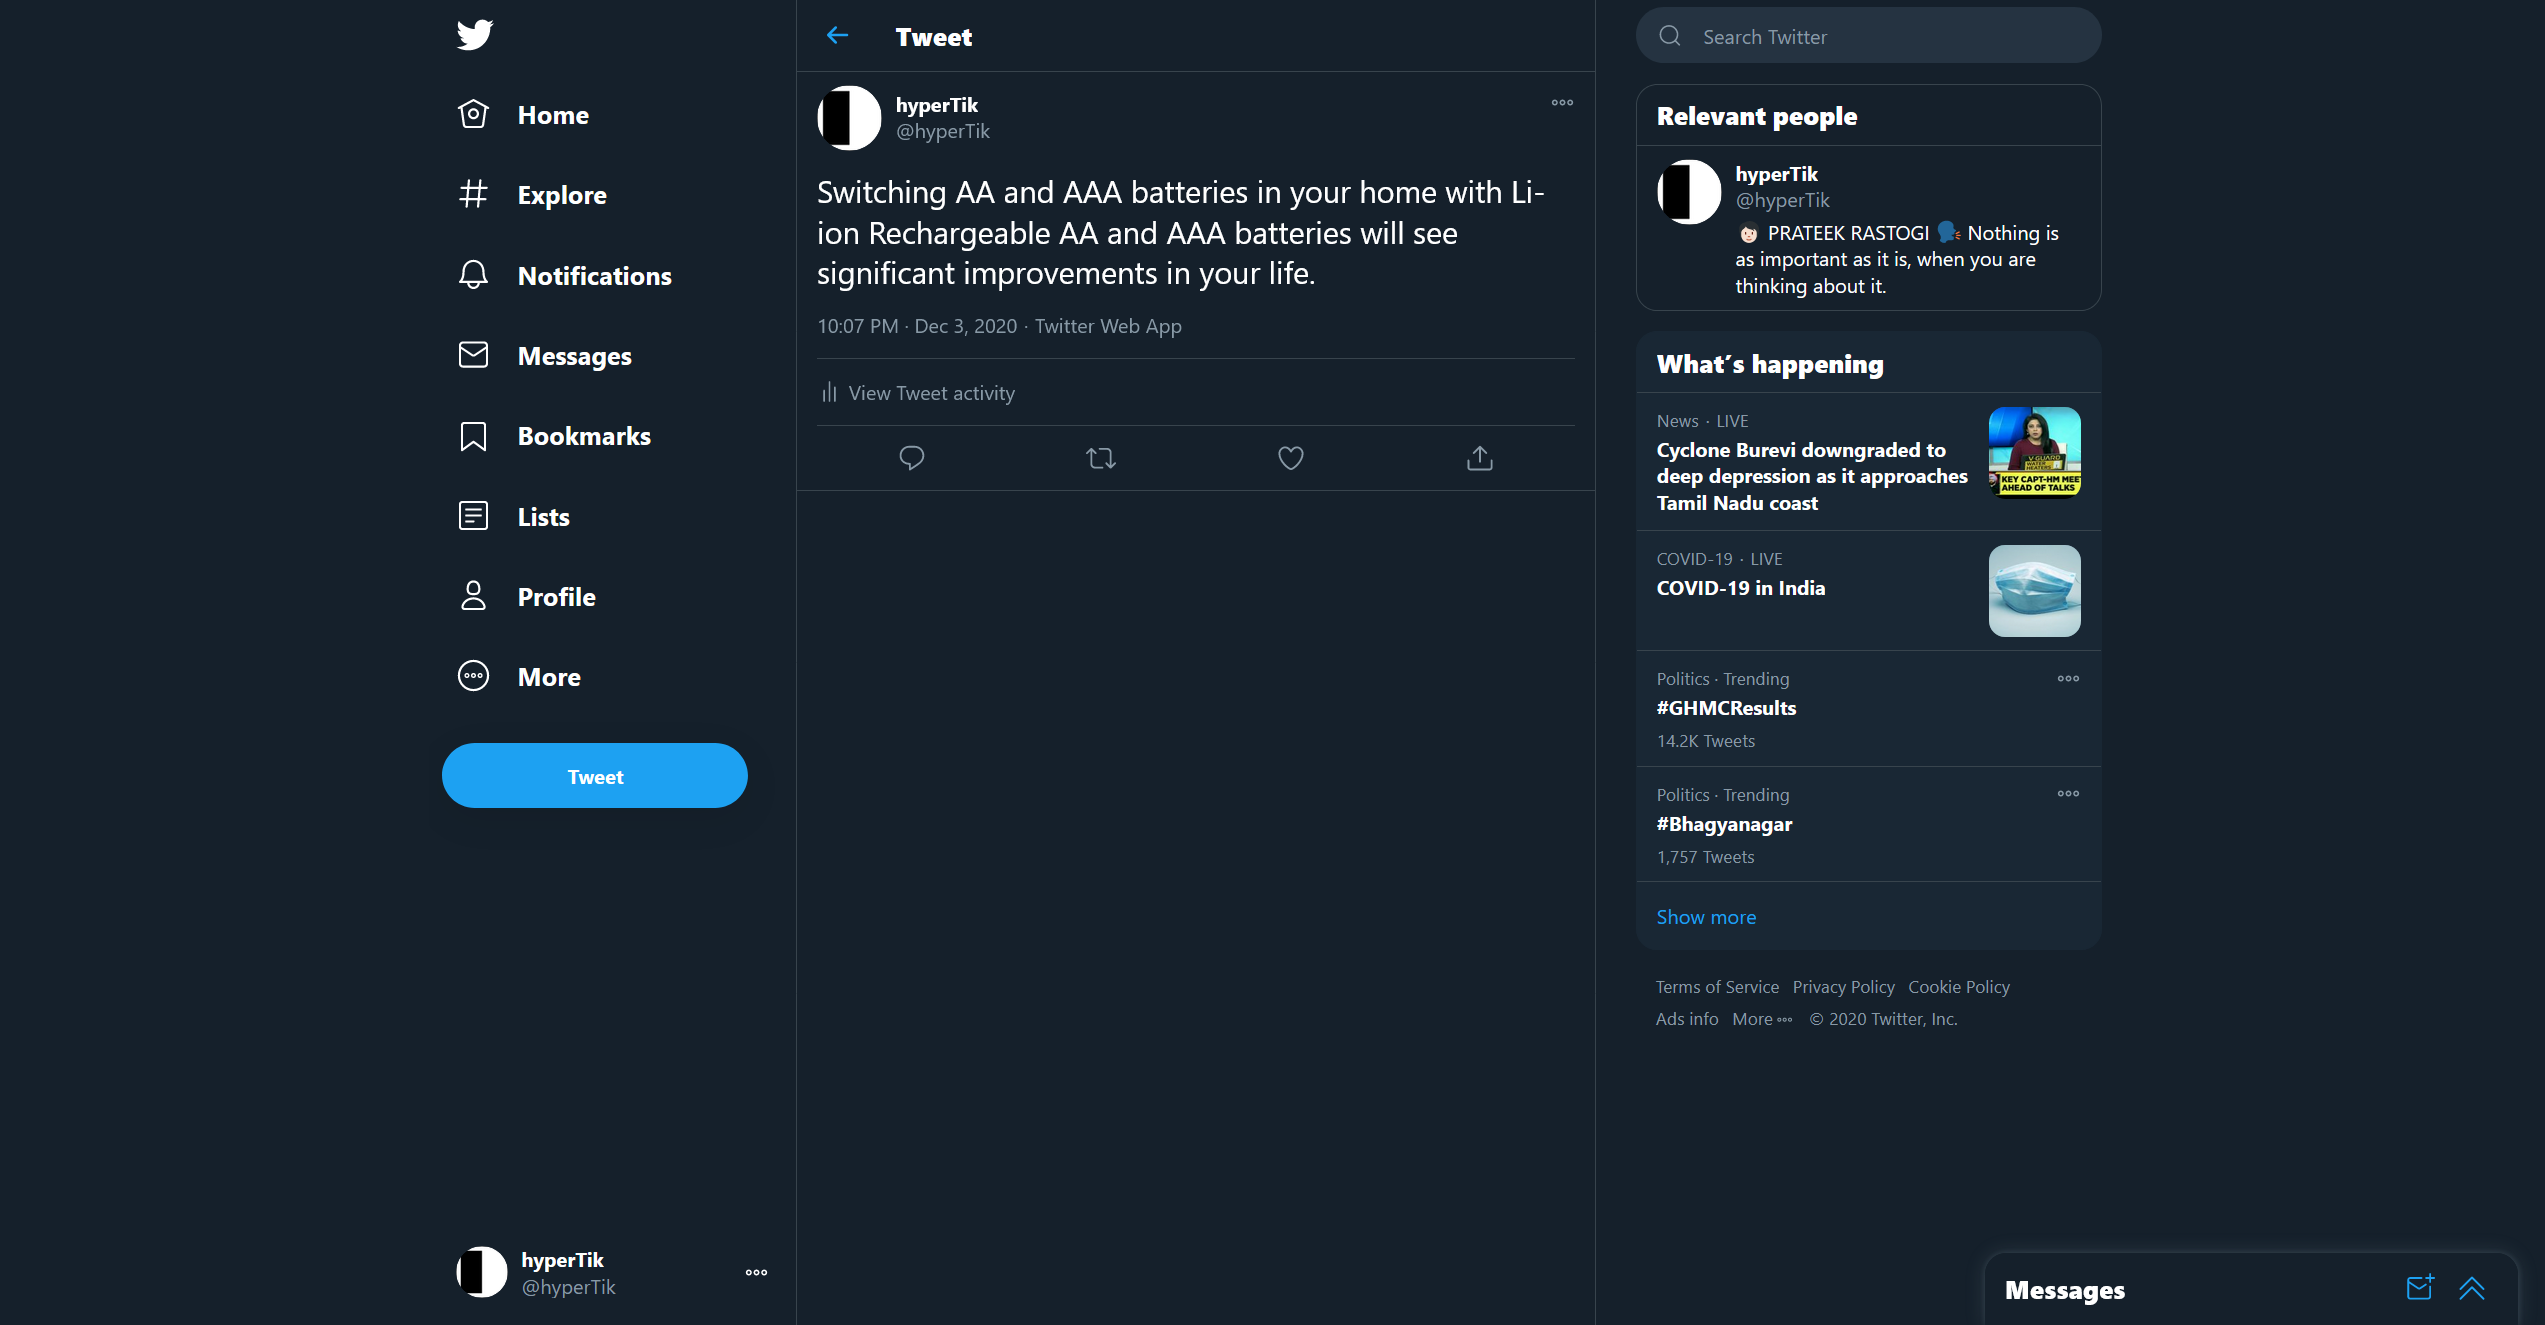 Home
Explore
Notifications
Messages
Bookmarks
Lists
Profile
More
Tweet
hyperTik
@hyperTik
Tweet
hyperTik
@hyperTik
Switching AA and AAA batteries in your home with Li-
ion Rechargeable AA and AAA batteries will see
significant improvements in your life.
10:07 PM · Dec 3, 2020 · Twitter Web App
View Tweet activity
Search Twitter
Relevant people
hyperTik
@hyperTik
PRATEEK RASTOGI Nothing is
as important as it is, when you are
thinking about it.
What's happening
News · LIVE
Cyclone Burevi downgraded to
deep depression as it approaches
Tamil Nadu coast
V-GUARD
WATER
HEATERS
KEY CAPT-HM MEE
AHEAD OF TALKS
COVID-19 · LIVE
COVID-19 in India
Politics · Trending
#GHMCResults
14.2K Tweets
Politics · Trending
#Bhagyanagar
1,757 Tweets
Show more
Terms of Service Privacy Policy Cookie Policy
Ads info More © 2020 Twitter, Inc.
Messages